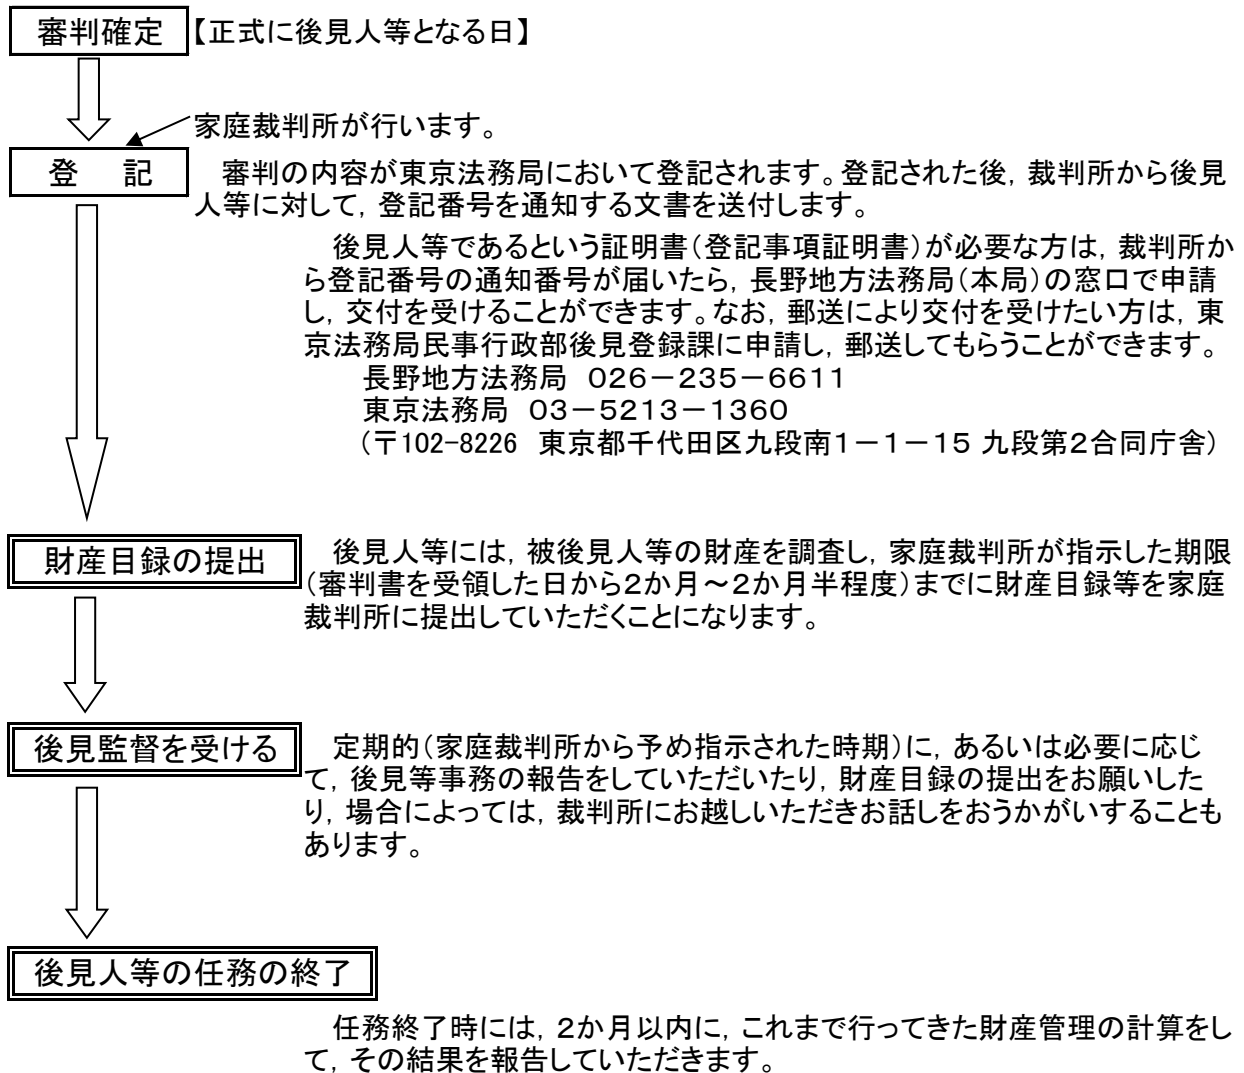 審判確定【正式に後見人等となる日】
家庭裁判所が行います。
登　記　審判の内容が東京法務局において登記されます。登記された後，裁判所から後見
人等に対して，登記番号を通知する文書を送付します。
後見人等であるという証明書（登記事項証明書）が必要な方は，裁判所か
ら登記番号の通知番号が届いたら，長野地方法務局（本局）の窓口で申請
し，交付を受けることができます。なお，郵送により交付を受けたい方は，東
京法務局民事行政部後見登録課に申請し，郵送してもらうことができます。
長野地方法務局　０２６－２３５－６６１１
東京法務局　０３－５２１３－１３６０
（〒102-8226　東京都千代田区九段南１－１－１５ 九段第２合同庁舎）
財産目録の提出　後見人等には，被後見人等の財産を調査し，家庭裁判所が指示した期限
（審判書を受領した日から２か月～２か月半程度）までに財産目録等を家庭
裁判所に提出していただくことになります。
後見監督を受ける　定期的（家庭裁判所から予め指示された時期）に，あるいは必要に応じ
て，後見等事務の報告をしていただいたり，財産目録の提出をお願いした
り，場合によっては，裁判所にお越しいただきお話しをおうかがいすることも
あります。
後見人等の任務の終了
任務終了時には，２か月以内に，これまで行ってきた財産管理の計算をし
て，その結果を報告していただきます。